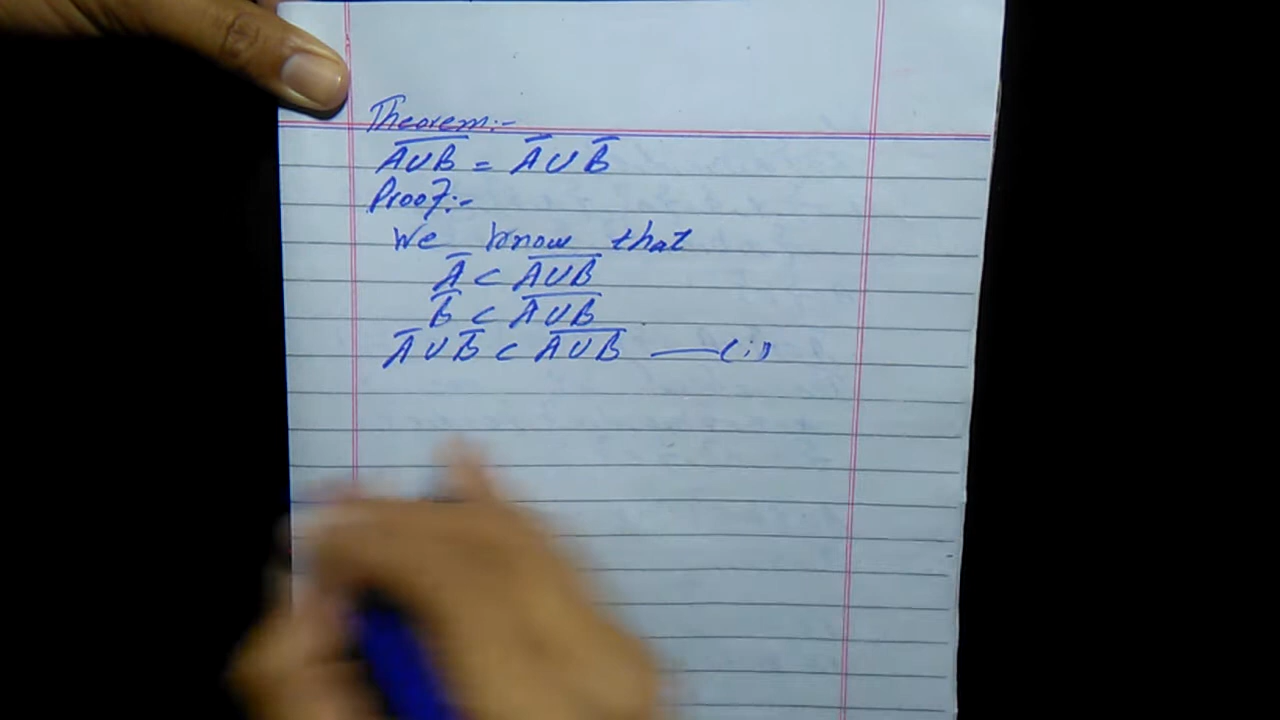 Theorem:-
A̅U̅B̅ = A̅ U B̅
Proof:-
We know that
A̅ ⊂ A̅U̅B̅
B̅ ⊂ A̅U̅B̅
A̅ U B̅ ⊂ A̅U̅B̅ —(i)